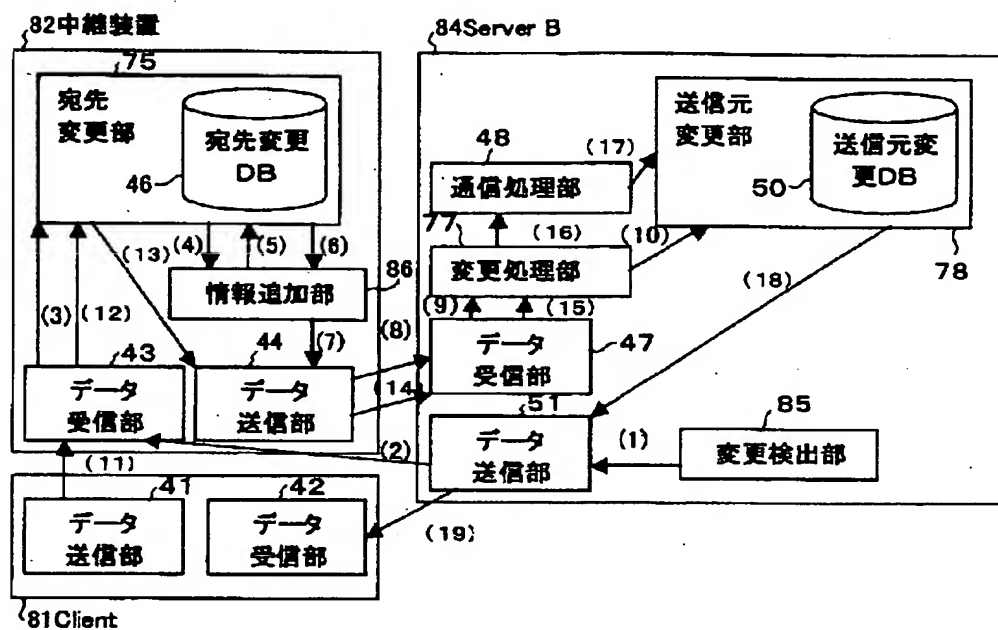 82中継装置
75
宛先
変更部
宛先変更
DB
46
(13)
(4)
(5)
(6)
情報追加部
86
(3)
(12)
(7)
(8)
43
44
データ
受信部
データ
送信部
(14
(2)
(11)
41
42
データ
送信部
データ
受信部
(19)
81Client
84Server B
48
(17)
通信処理部
77
(16)
(10)
変更処理部
(9)
(15)
データ
受信部
47
51
データ
送信部
(1)
85
変更検出部
送信元
変更部
送信元変
更DB
50
78
(18)